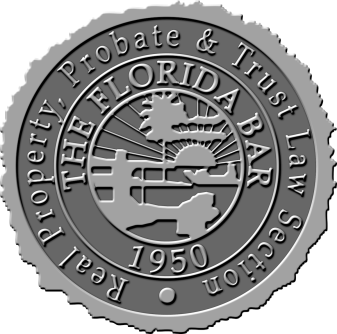 Real Property, Probate & Trust Law Section
THE FLORIDA BAR
1950